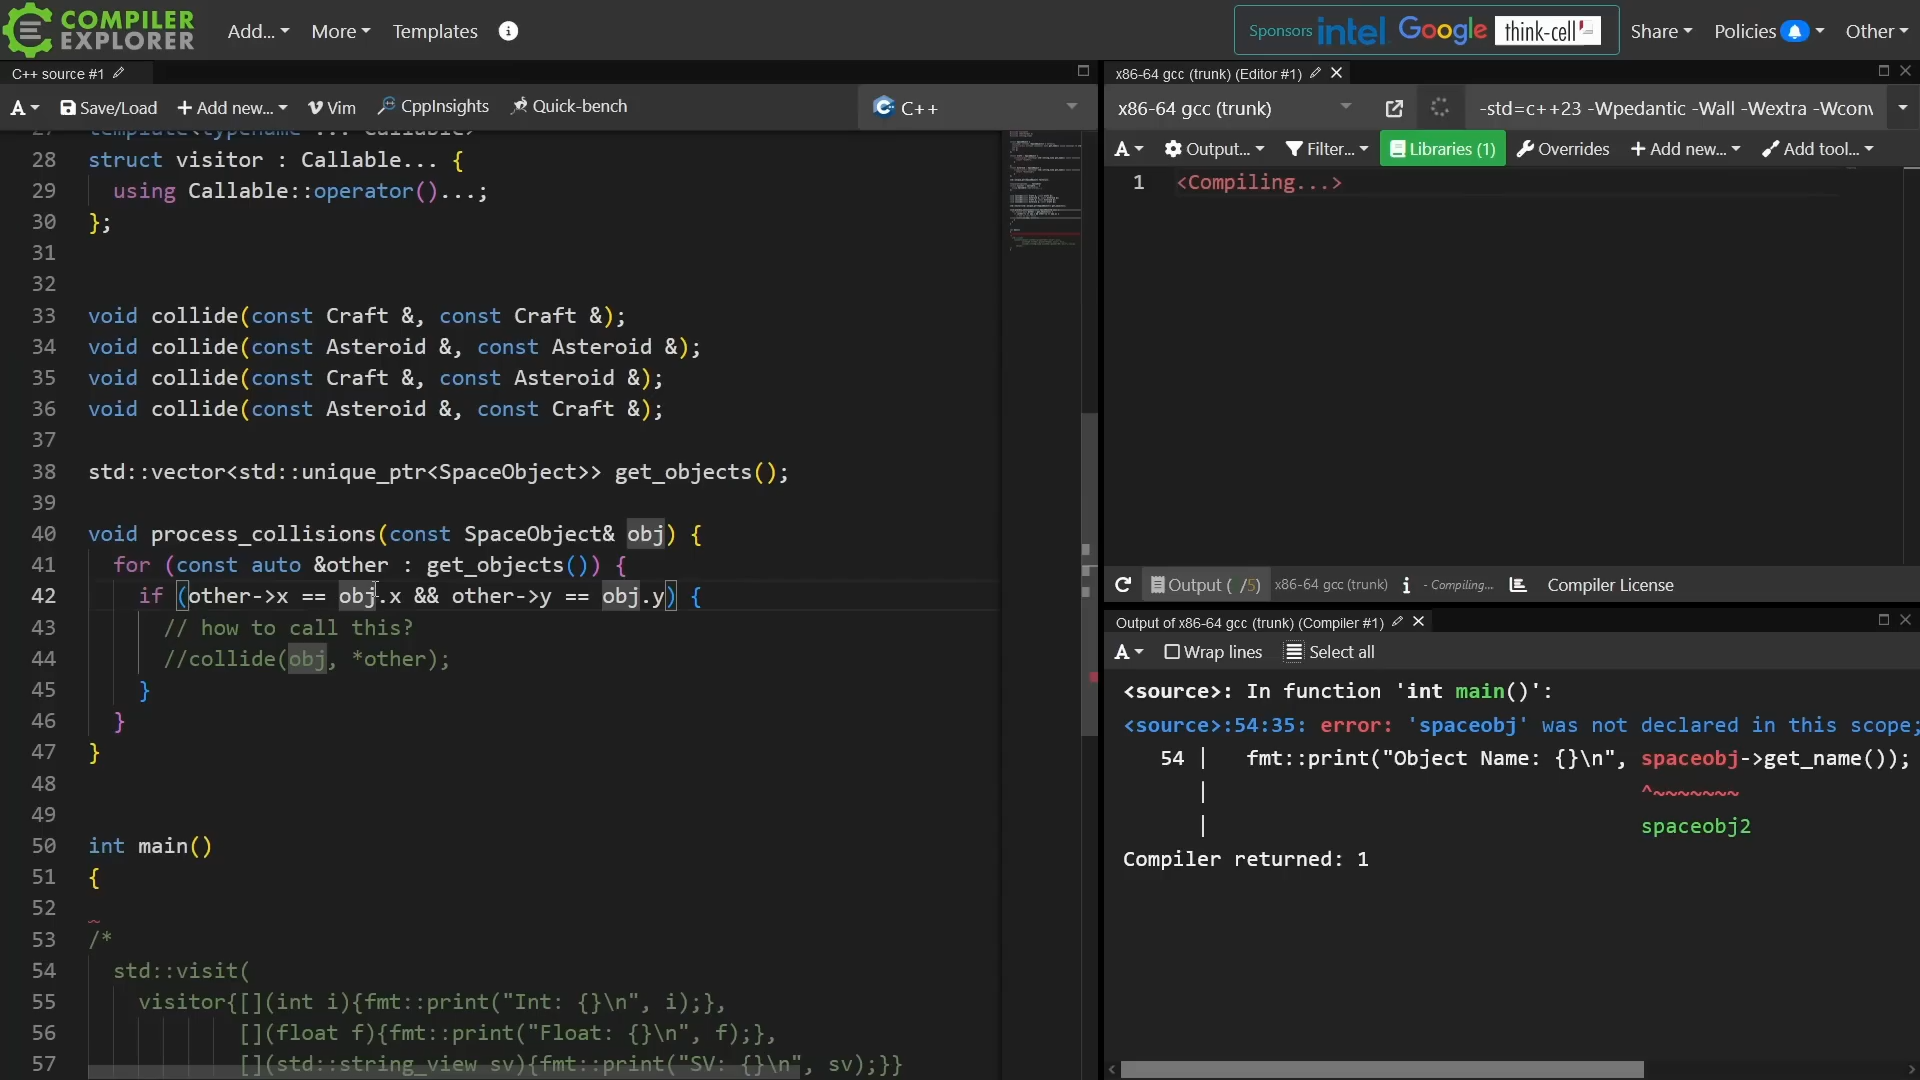 COMPILER
EXPLORER
Add...
More
Templates
Sponsors
intel
Google
think-cell
Share
Policies
Other
C++ source #1
A
Save/Load
Add new...
Vim
CppInsights
Quick-bench
C++
28 struct visitor : Callable... {
29 using Callable::operator()...;
30 };
31
32
33 void collide(const Craft &, const Craft &);
34 void collide(const Asteroid &, const Asteroid &);
35 void collide(const Craft &, const Asteroid &);
36 void collide(const Asteroid &, const Craft &);
37
38 std::vector<std::unique_ptr<SpaceObject>> get_objects();
39
40 void process_collisions(const SpaceObject& obj) {
41 for (const auto &other : get_objects()) {
42 if (other->x == obj.x && other->y == obj.y) {
43 // how to call this?
44 //collide(obj, *other);
45 }
46 }
47 }
48
49
50 int main()
51 {
52
53 /*
54 std::visit(
55 visitor{[](int i){fmt::print("Int: {}\n", i);},
56 [](float f){fmt::print("Float: {}\n", f);},
57 [](std::string_view sv){fmt::print("SV: {}\n", sv);}}
x86-64 gcc (trunk) (Editor #1)
x86-64 gcc (trunk)
-std=c++23 -Wpedantic -Wall -Wextra -Wconv
A
Output...
Filter...
Libraries (1)
Overrides
Add new...
Add tool...
1 <Compiling...>
Output ( /5)
x86-64 gcc (trunk)
- Compiling...
Compiler License
Output of x86-64 gcc (trunk) (Compiler #1)
A
Wrap lines
Select all
<source>: In function 'int main()':
<source>:54:35: error: 'spaceobj' was not declared in this scope;
54 | fmt::print("Object Name: {}\n", spaceobj->get_name());
| ^~~~~~~~
| spaceobj2
Compiler returned: 1